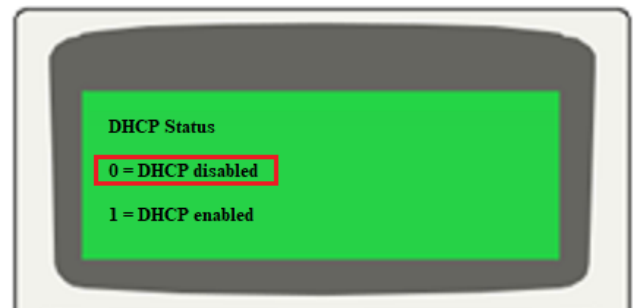 DHCP Status
0 = DHCP disabled
1 = DHCP enabled